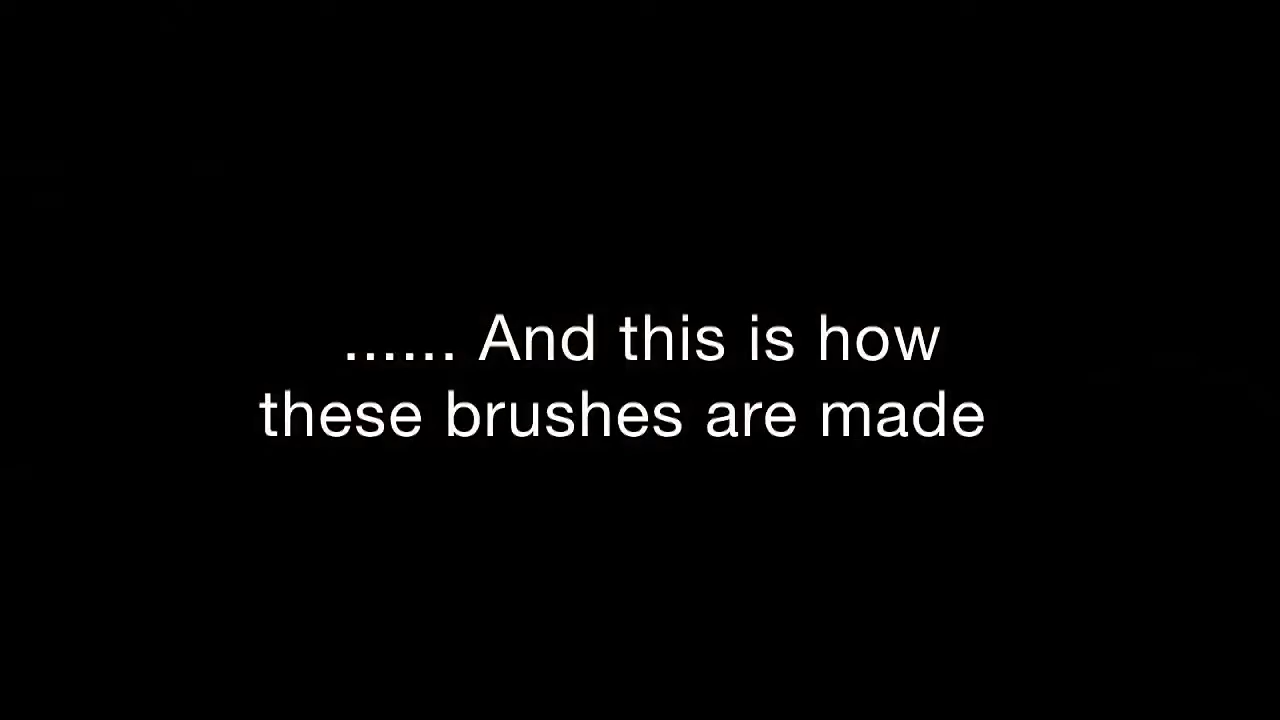 ...... And this is how
these brushes are made